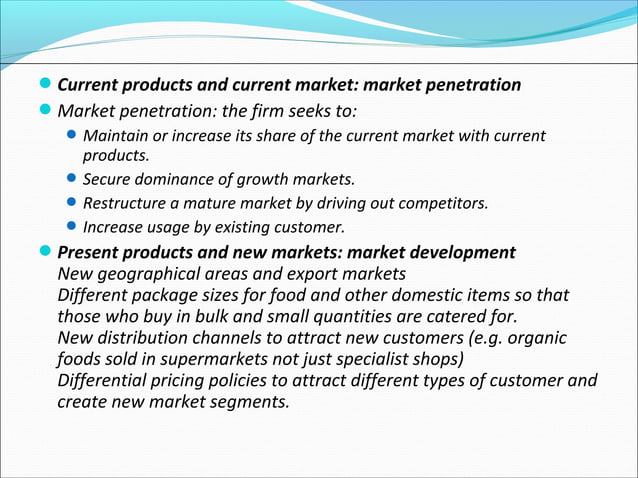 Current products and current market: market penetration
Market penetration: the firm seeks to:
Maintain or increase its share of the current market with current
products.
Secure dominance of growth markets.
Restructure a mature market by driving out competitors.
Increase usage by existing customer.
Present products and new markets: market development
New geographical areas and export markets
Different package sizes for food and other domestic items so that
those who buy in bulk and small quantities are catered for.
New distribution channels to attract new customers (e.g. organic
foods sold in supermarkets not just specialist shops)
Differential pricing policies to attract different types of customer and
create new market segments.